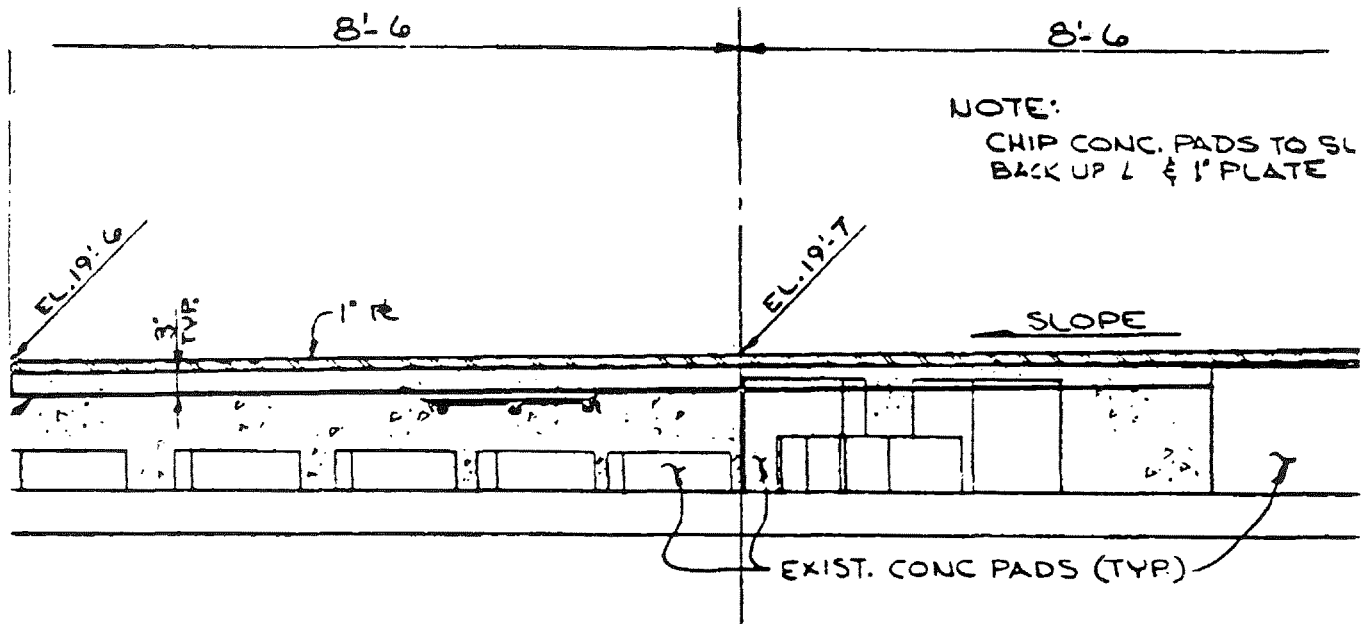 8'-6
8'-6
NOTE:
CHIP CONC. PADS TO SL
BACK UP L & 1" PLATE
EL. 19'-6
EL. 19'-7
3" TYP.
1" ℞
SLOPE
EXIST. CONC PADS (TYP.)